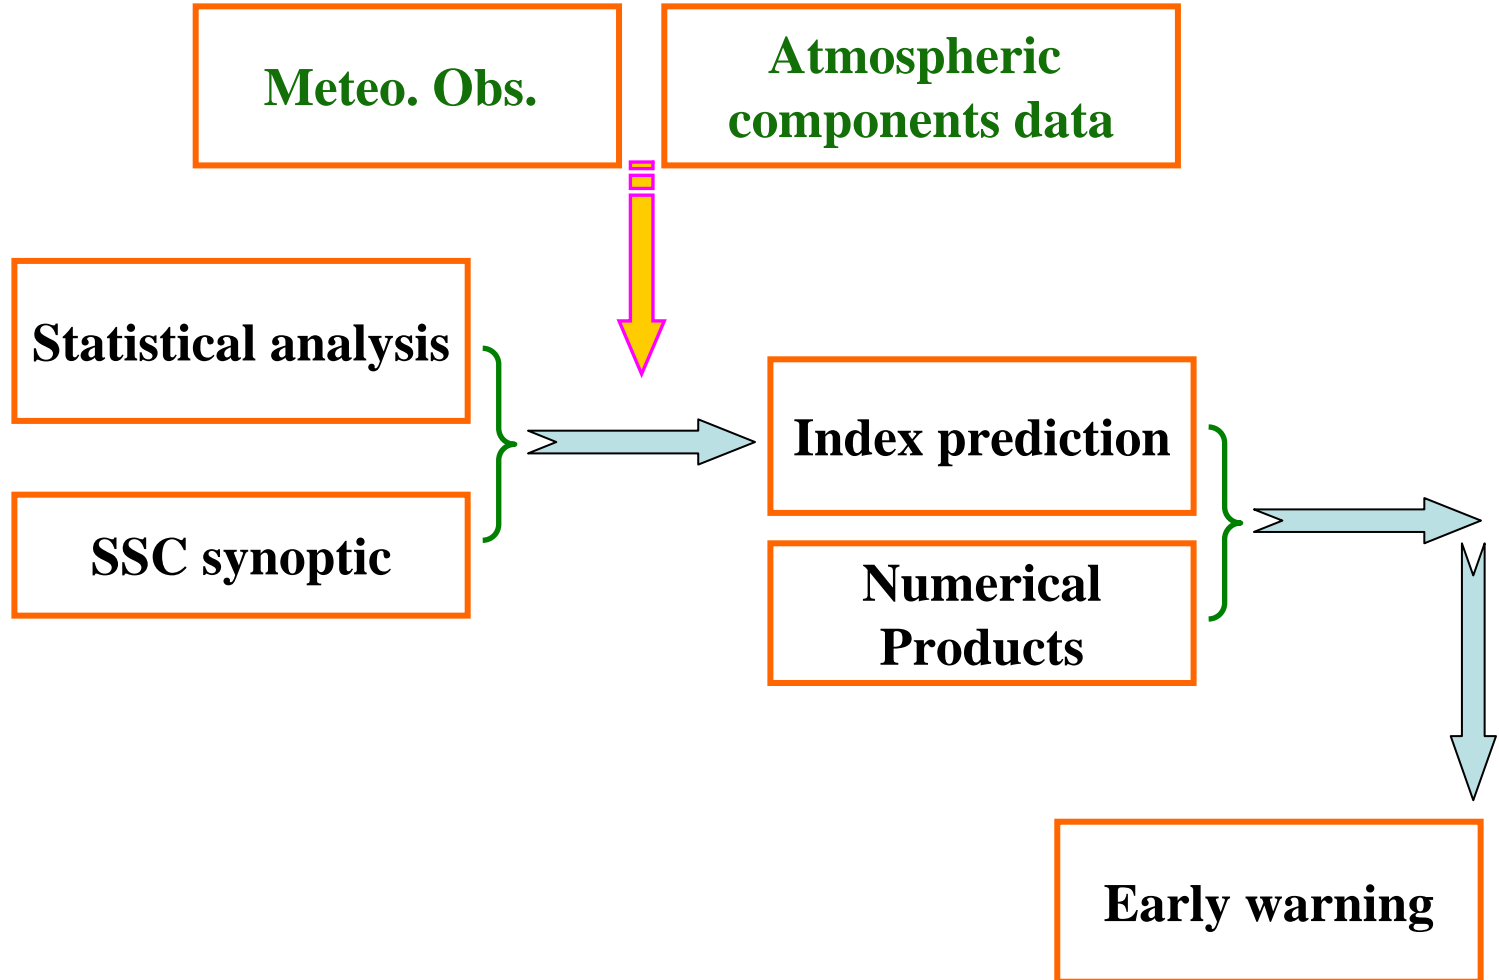 Meteo. Obs.
Atmospheric
components data
Statistical analysis
SSC synoptic
Index prediction
Numerical
Products
Early warning